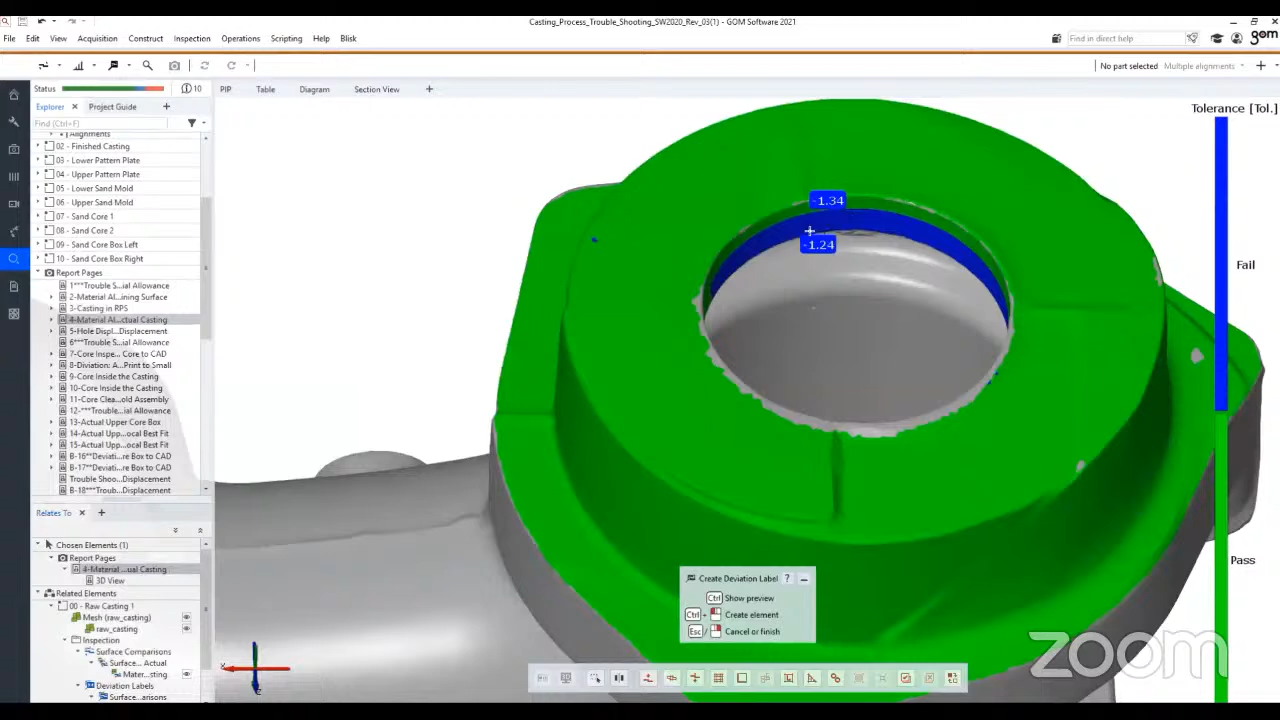 Casting_Process_Trouble_Shooting_SW2020_Rev_03(1) - GOM Software 2021
File Edit View Acquisition Construct Inspection Operations Scripting Help Blisk
Find in direct help
gom
No part selected Multiple alignments
Status 10 PIP Table Diagram Section View
Explorer Project Guide
Find (Ctrl+F)
Alignments
02 - Finished Casting
03 - Lower Pattern Plate
04 - Upper Pattern Plate
05 - Lower Sand Mold
06 - Upper Sand Mold
07 - Sand Core 1
08 - Sand Core 2
09 - Sand Core Box Left
10 - Sand Core Box Right
Report Pages
1***Trouble S...ial Allowance
2-Material Al...ining Surface
3-Casting in RPS
4-Material Al...ctual Casting
5-Hole Displ...Displacement
6***Trouble S...ial Allowance
7-Core Inspe... Core to CAD
8-Diviation: A...Print to Small
9-Core Inside the Casting
10-Core Inside the Casting
11-Core Clea...old Assembly
12-***Trouble...ial Allowance
13-Actual Upper Core Box
14-Actual Upp...ocal Best Fit
15-Actual Upp...ocal Best Fit
B-16**Deviati...re Box to CAD
B-17**Deviati...re Box to CAD
Trouble Shoo...Displacement
B-18***Troub...Displacement
Relates To
Chosen Elements (1)
Report Pages
4-Material ...ctual Casting
3D View
Related Elements
00 - Raw Casting 1
Mesh (raw_casting)
raw_casting
Inspection
Surface Comparisons
Surface... Actual
Mater...sting
Deviation Labels
Surface...arisons
Tolerance [Tol.]
Fail
Pass
-1.34
-1.24
Create Deviation Label ?
Ctrl Show preview
Ctrl + Create element
Esc / Cancel or finish
zoom